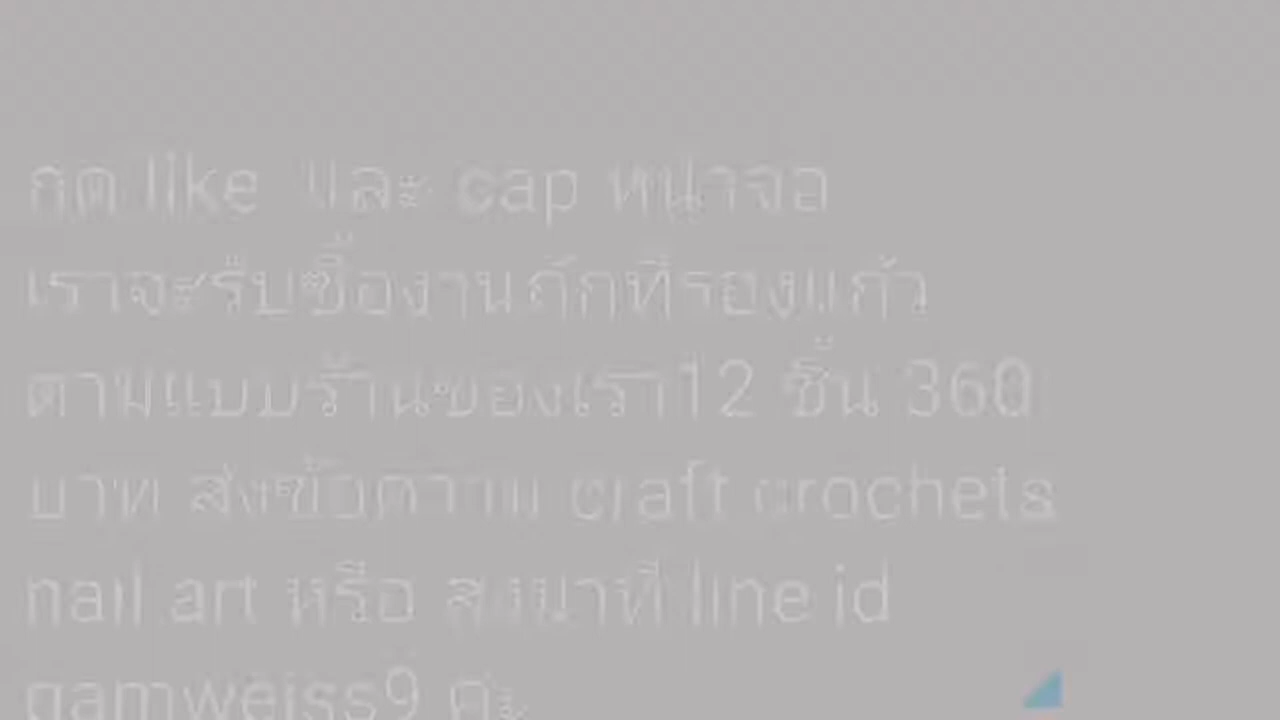 กด like และ cap หน้าจอ
เราจะรับซื้องานถักที่รองแก้ว
ตามแบบร้านของเรา12 ชิ้น 360
บาท ส่งข้อความ craft crochets
nail art หรือ ส่งมาที่ line id
gamweiss9 ค่ะ